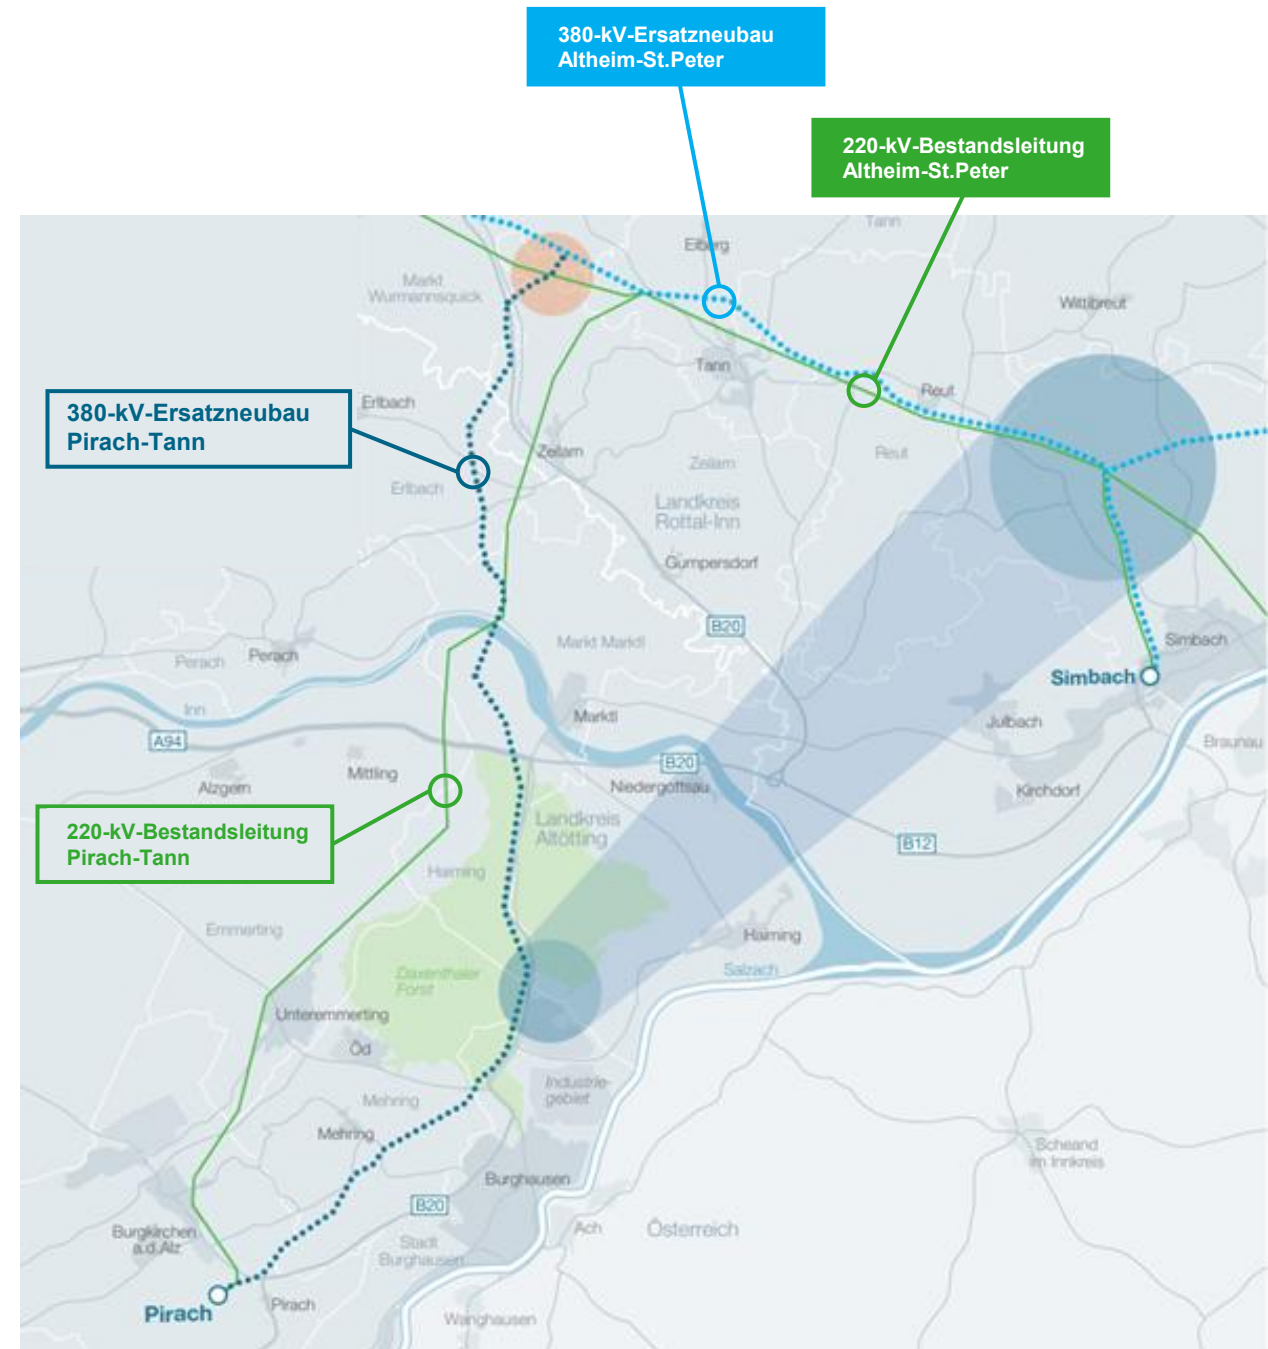 380-kV-Ersatzneubau
Altheim-St.Peter
220-kV-Bestandsleitung
Altheim-St.Peter
Tann
Eiberg
Markt
Wurmannsquick
Wittibreut
Tann
Reut
380-kV-Ersatzneubau
Pirach-Tann
Erlbach
Zeilarn
Zeilarn
Reut
Erlbach
Landkreis
Rottal-Inn
Gumpersdorf
B20
Markt Marktl
Simbach
Perach
Perach
Simbach
Inn
Marktl
Julbach
A94
Braunau
B20
Mittling
Alzgern
Niedergottsau
Kirchdorf
220-kV-Bestandsleitung
Pirach-Tann
Landkreis
Altötting
B12
Haiming
Emmerting
Haiming
Salzach
Daxenthaler
Forst
Unteremmerting
Öd
Industrie-
gebiet
Mehring
Mehring
Scheand
im Innkreis
Burghausen
B20
Burgkirchen
a.d.Alz
Ach
Österreich
Stadt
Burghausen
Pirach
Pirach
Wanghausen